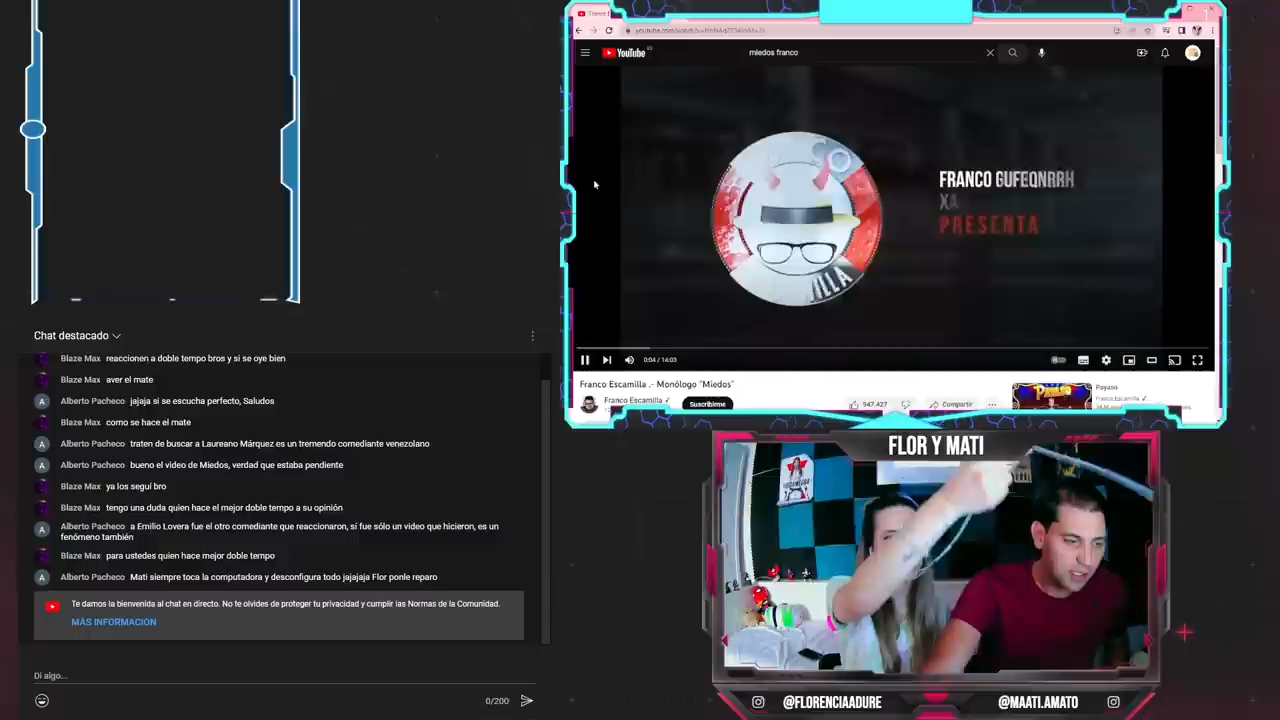 Chat destacado
Blaze Max reaccionen a doble tempo bros y si se oye bien
Blaze Max aver el mate
A Alberto Pacheco jajaja si se escucha perfecto, Saludos
Blaze Max como se hace el mate
A Alberto Pacheco traten de buscar a Laureano Márquez es un tremendo comediante venezolano
A Alberto Pacheco bueno el video de Miedos, verdad que estaba pendiente
Blaze Max ya los seguí bro
Blaze Max tengo una duda quien hace el mejor doble tempo a su opinión
A Alberto Pacheco a Emilio Lovera fue el otro comediante que reaccionaron, sí fue sólo un video que hicieron, es un
fenómeno también
Blaze Max para ustedes quien hace mejor doble tempo
A Alberto Pacheco Mati siempre toca la computadora y desconfigura todo jajajaja Flor ponle reparo
Te damos la bienvenida al chat en directo. No te olvides de proteger tu privacidad y cumplir las Normas de la Comunidad.
MÁS INFORMACIÓN
Di algo...
0/200
YouTube
miedos franco
CO
ILLA
FRANCO GUFEQNRRH
XA
PRESENTA
0:04 / 14:03
Franco Escamilla .- Monólogo "Miedos"
Franco Escamilla
Suscribirme
947.427
Compartir
PAYASO
Payaso
Franco Escamilla
FLOR Y MATI
@FLORENCIAADURE
@MAATI.AMATO